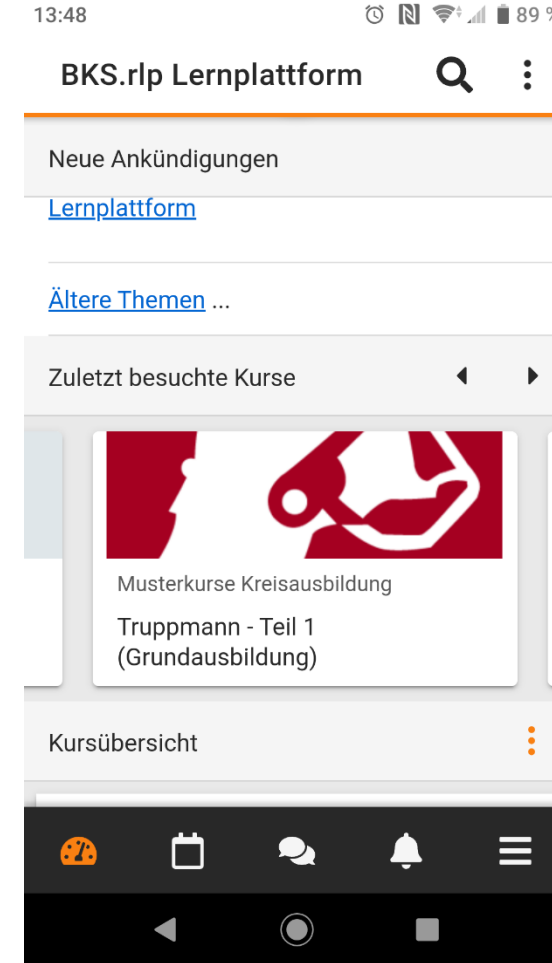 13:48
89 %
BKS.rlp Lernplattform
Neue Ankündigungen
Lernplattform
Ältere Themen ...
Zuletzt besuchte Kurse
Musterkurse Kreisausbildung
Truppmann - Teil 1
(Grundausbildung)
Kursübersicht